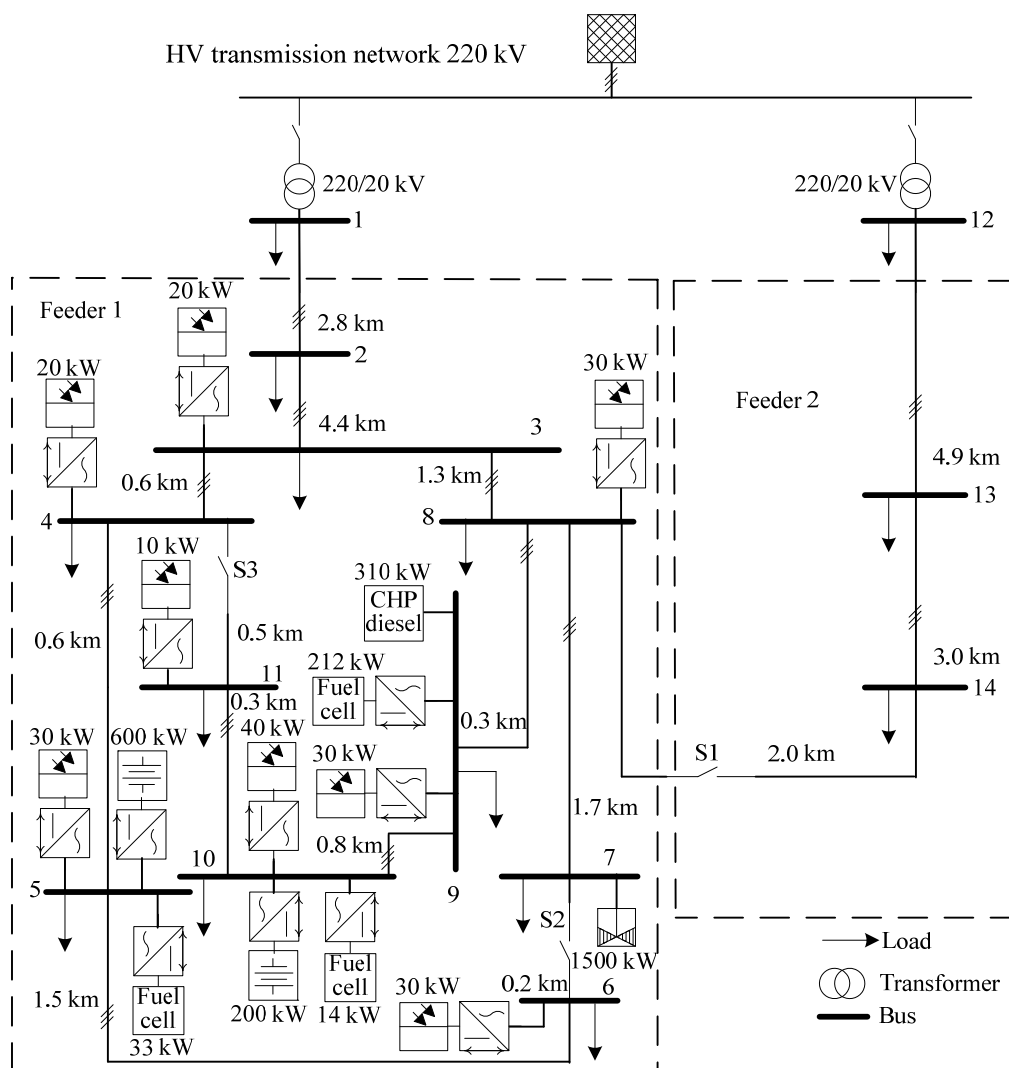 HV transmission network 220 kV
220/20 kV
220/20 kV
1
12
Feeder 1
20 kW
2.8 km
2
20 kW
30 kW
Feeder 2
4.4 km
3
4.9 km
0.6 km
1.3 km
13
4
8
10 kW
S3
310 kW
CHP
diesel
0.6 km
0.5 km
212 kW
Fuel
cell
3.0 km
11
14
0.3 km
0.3 km
30 kW
600 kW
40 kW
30 kW
S1
2.0 km
1.7 km
0.8 km
10
7
5
9
S2
Load
1500 kW
Fuel
cell
0.2 km
6
Transformer
1.5 km
Fuel
cell
200 kW
14 kW
30 kW
Bus
33 kW